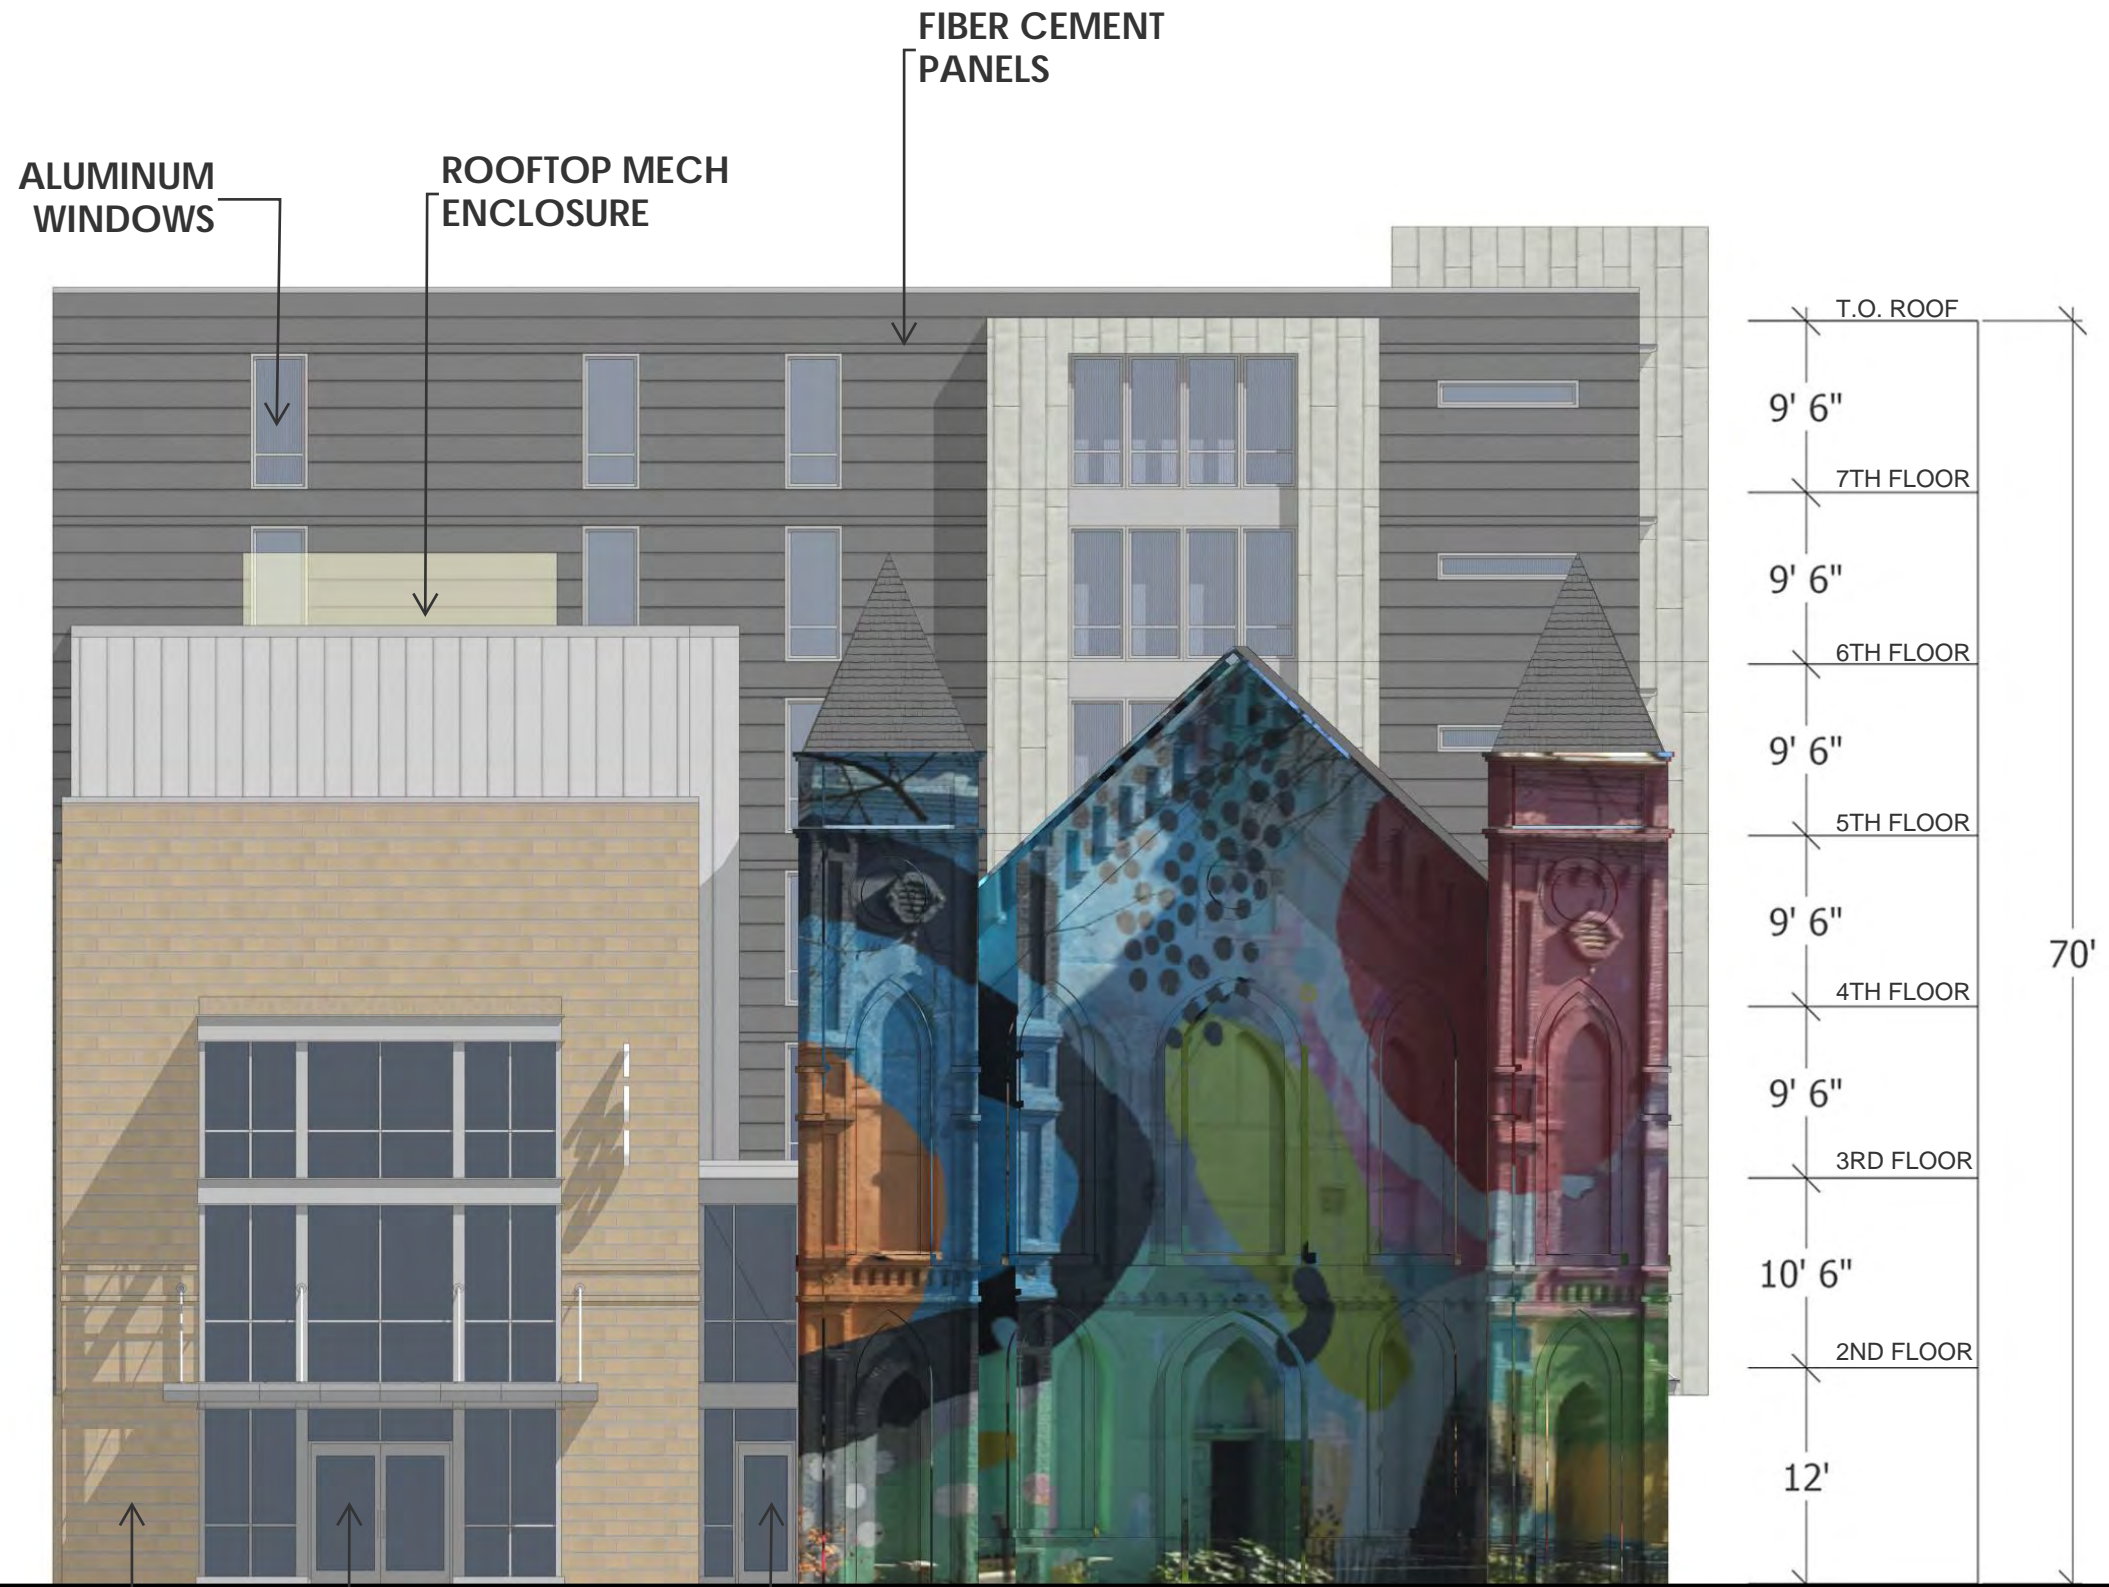 FIBER CEMENT
PANELS
ALUMINUM
WINDOWS
ROOFTOP MECH
ENCLOSURE
T.O. ROOF
9' 6"
7TH FLOOR
9' 6"
6TH FLOOR
9' 6"
5TH FLOOR
9' 6"
70'
4TH FLOOR
9' 6"
3RD FLOOR
10' 6"
2ND FLOOR
12'